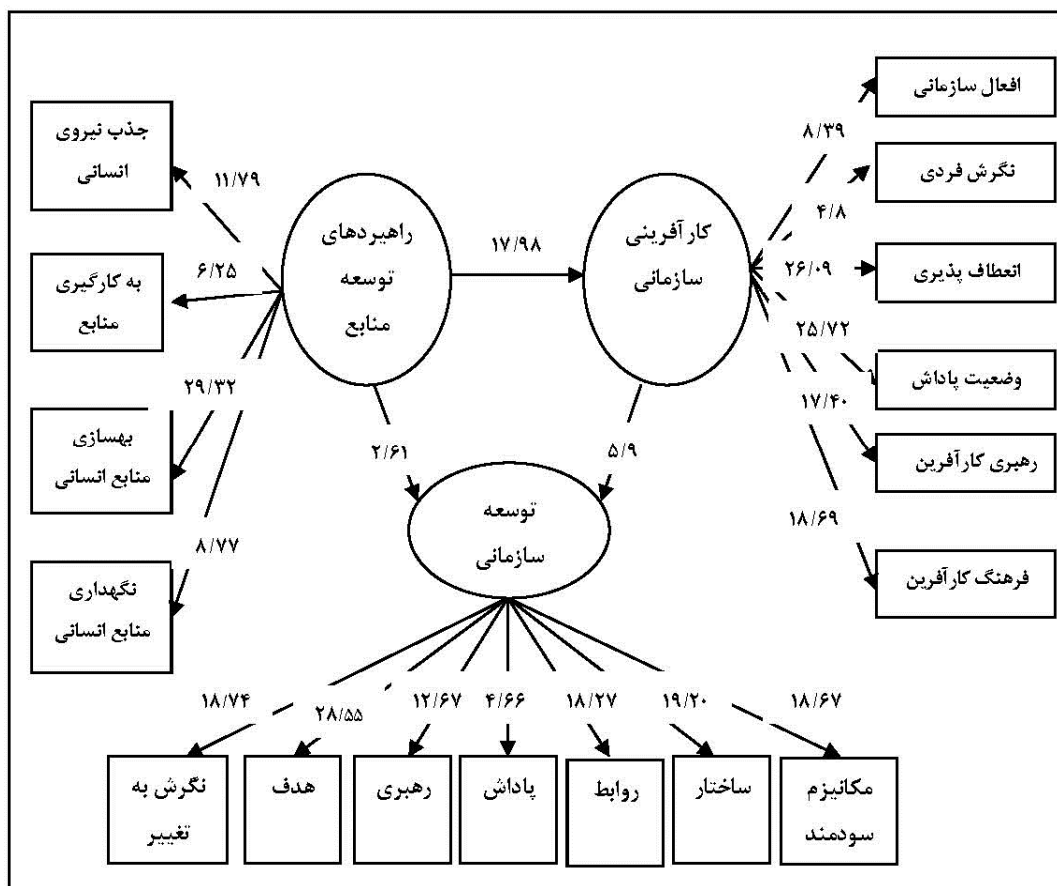 افعال سازمانی
۸/۳۹
نگرش فردی
۴/۸
انعطاف پذیری
۲۶/۰۹
وضعیت پاداش
۲۵/۷۲
رهبری کارآفرین
۱۷/۴۰
فرهنگ کارآفرین
۱۸/۶۹
کارآفرینی
سازمانی
۱۷/۹۸
راهبردهای
توسعه
منابع
جذب نیروی
انسانی
۱۱/۷۹
به کارگیری
منابع
۶/۲۵
بهسازی
منابع انسانی
۲۹/۳۲
نگهداری
منابع انسانی
۸/۷۷
۵/۹
۲/۶۱
توسعه
سازمانی
۱۸/۶۷
۱۹/۲۰
۱۸/۲۷
۴/۶۶
۱۲/۶۷
۲۸/۵۵
۱۸/۷۴
مکانیزم
سودمند
ساختار
روابط
پاداش
رهبری
هدف
نگرش به
تغییر